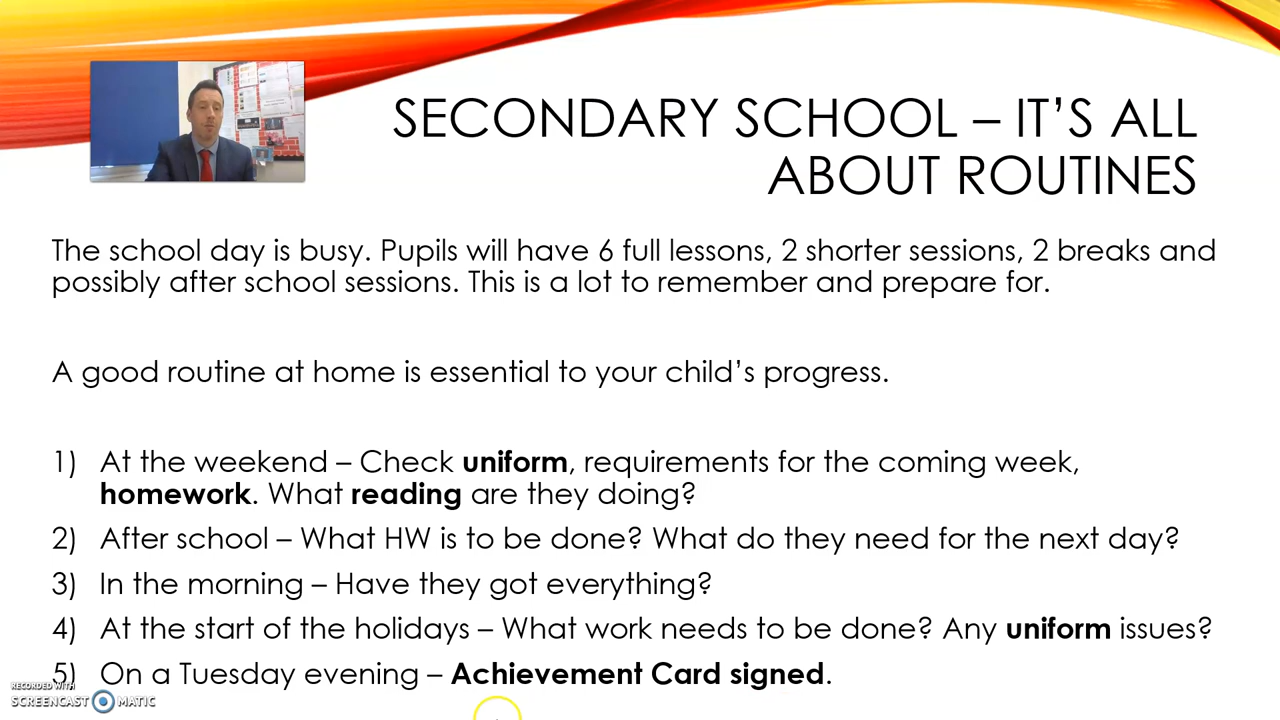 SECONDARY SCHOOL – IT’S ALL
ABOUT ROUTINES
The school day is busy. Pupils will have 6 full lessons, 2 shorter sessions, 2 breaks and
possibly after school sessions. This is a lot to remember and prepare for.
A good routine at home is essential to your child’s progress.
1) At the weekend – Check uniform, requirements for the coming week,
homework. What reading are they doing?
2) After school – What HW is to be done? What do they need for the next day?
3) In the morning – Have they got everything?
4) At the start of the holidays – What work needs to be done? Any uniform issues?
5) On a Tuesday evening – Achievement Card signed.
RECORDED WITH
SCREENCAST MATIC